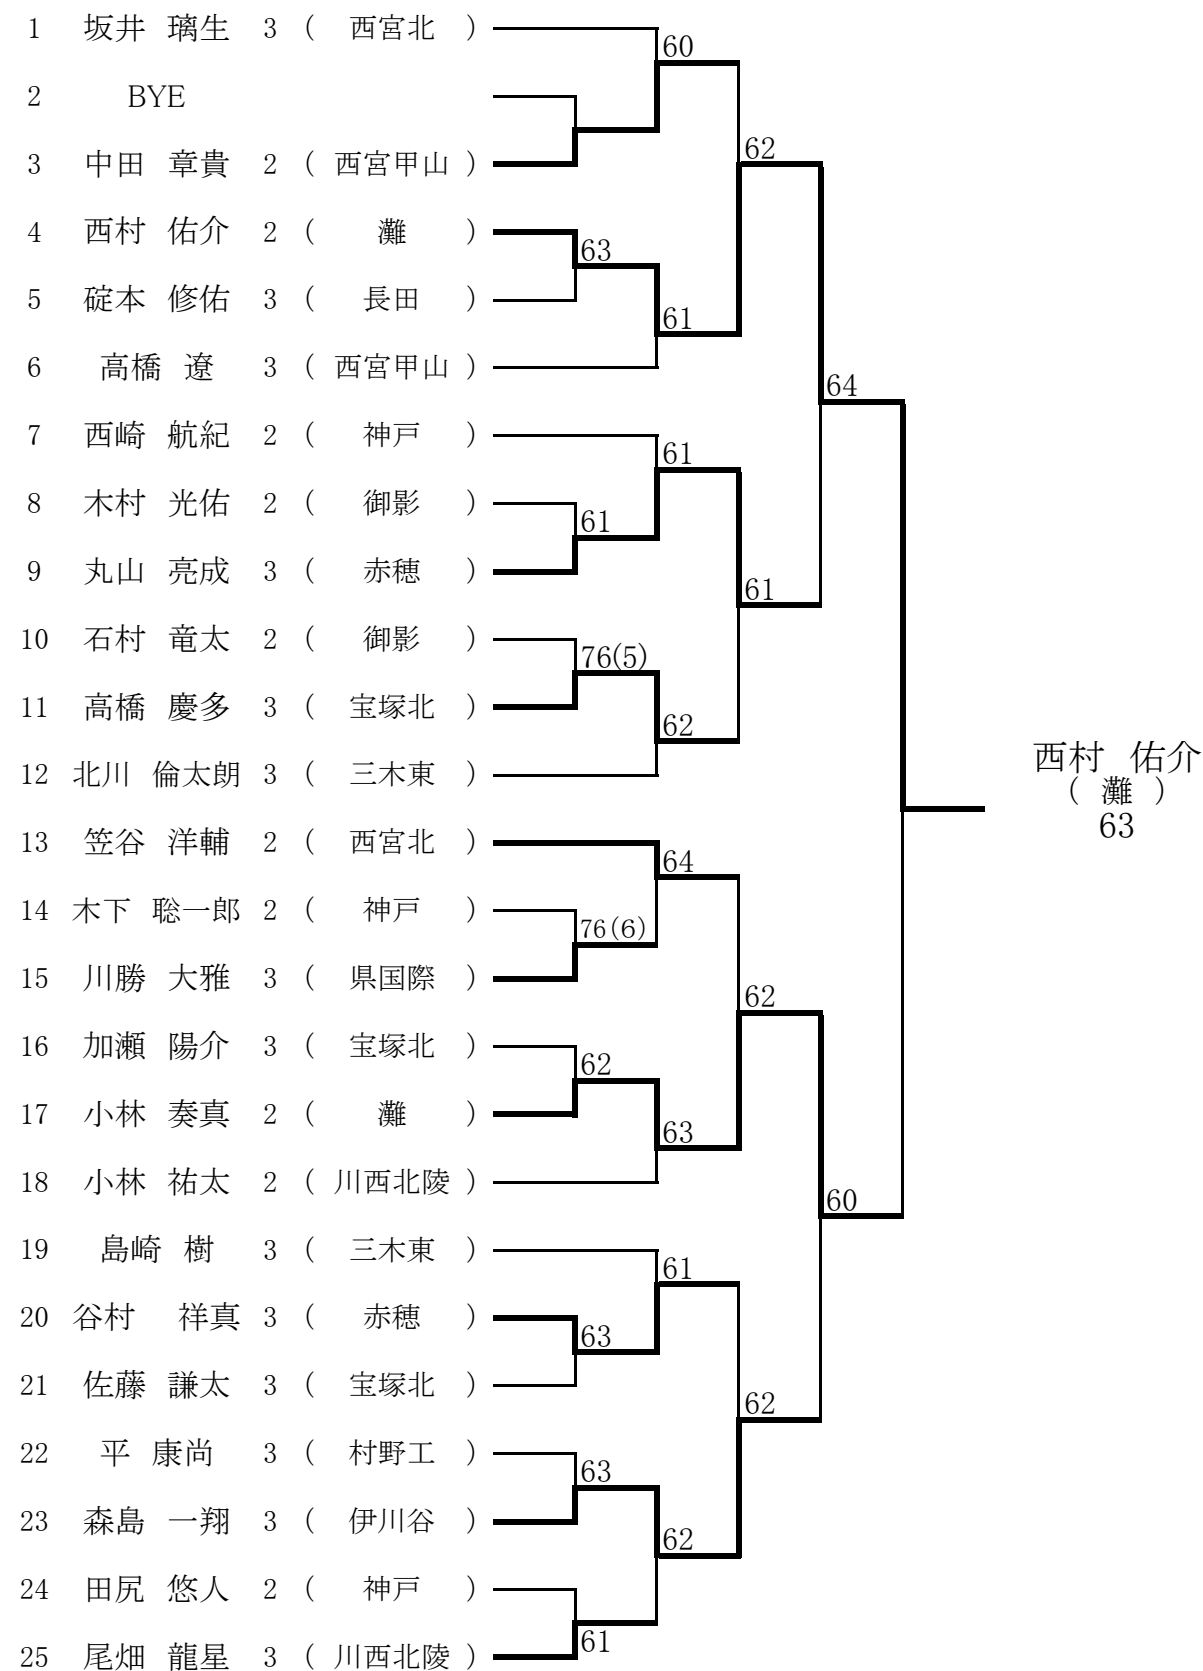 1 坂井 璃生 3 ( 西宮北 )
60
2 BYE
62
3 中田 章貴 2 ( 西宮甲山 )
4 西村 佑介 2 ( 灘 )
63
5 碇本 修佑 3 ( 長田 )
61
6 高橋 遼 3 ( 西宮甲山 )
64
7 西崎 航紀 2 ( 神戸 )
61
8 木村 光佑 2 ( 御影 )
61
9 丸山 亮成 3 ( 赤穂 )
61
10 石村 竜太 2 ( 御影 )
76(5)
11 高橋 慶多 3 ( 宝塚北 )
62
12 北川 倫太朗 3 ( 三木東 )
西村 佑介
( 灘 )
63
13 笠谷 洋輔 2 ( 西宮北 )
64
14 木下 聡一郎 2 ( 神戸 )
76(6)
15 川勝 大雅 3 ( 県国際 )
62
16 加瀬 陽介 3 ( 宝塚北 )
62
17 小林 奏真 2 ( 灘 )
63
18 小林 祐太 2 ( 川西北陵 )
60
19 島崎 樹 3 ( 三木東 )
61
20 谷村 祥真 3 ( 赤穂 )
63
21 佐藤 謙太 3 ( 宝塚北 )
62
22 平 康尚 3 ( 村野工 )
63
23 森島 一翔 3 ( 伊川谷 )
62
24 田尻 悠人 2 ( 神戸 )
61
25 尾畑 龍星 3 ( 川西北陵 )